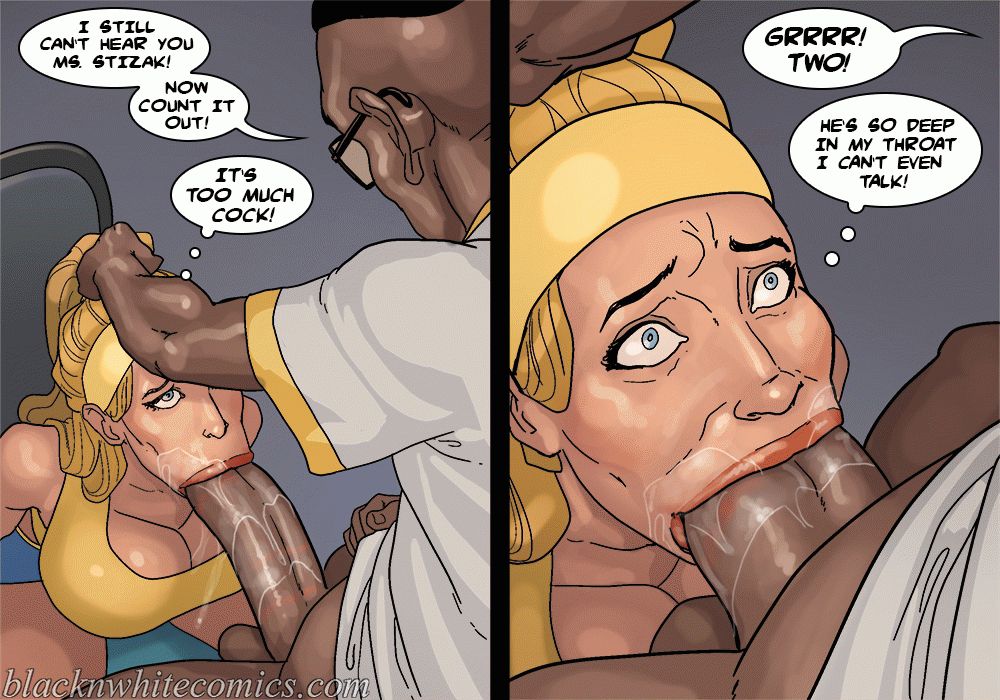 I STILL
CAN'T HEAR YOU
MS. STIZAK!
NOW
COUNT IT
OUT!
IT'S
TOO MUCH
COCK!
GRRRR!
TWO!
HE'S SO DEEP
IN MY THROAT
I CAN'T EVEN
TALK!
blacknwhitecomics.com